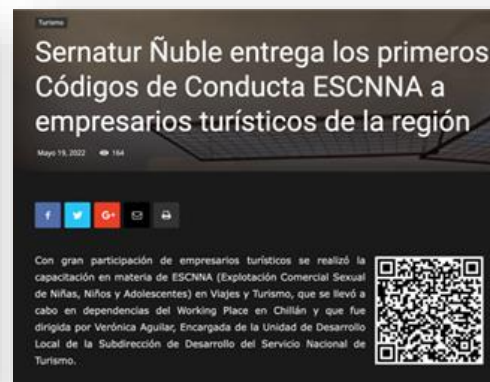 Turismo
Sernatur Ñuble entrega los primeros
Códigos de Conducta ESCNNA a
empresarios turísticos de la región
Mayo 19, 2022 164
Con gran participación de empresarios turísticos se realizó la
capacitación en materia de ESCNNA (Explotación Comercial Sexual
de Niñas, Niños y Adolescentes) en Viajes y Turismo, que se llevó a
cabo en dependencias del Working Place en Chillán y que fue
dirigida por Verónica Aguilar, Encargada de la Unidad de Desarrollo
Local de la Subdirección de Desarrollo del Servicio Nacional de
Turismo.